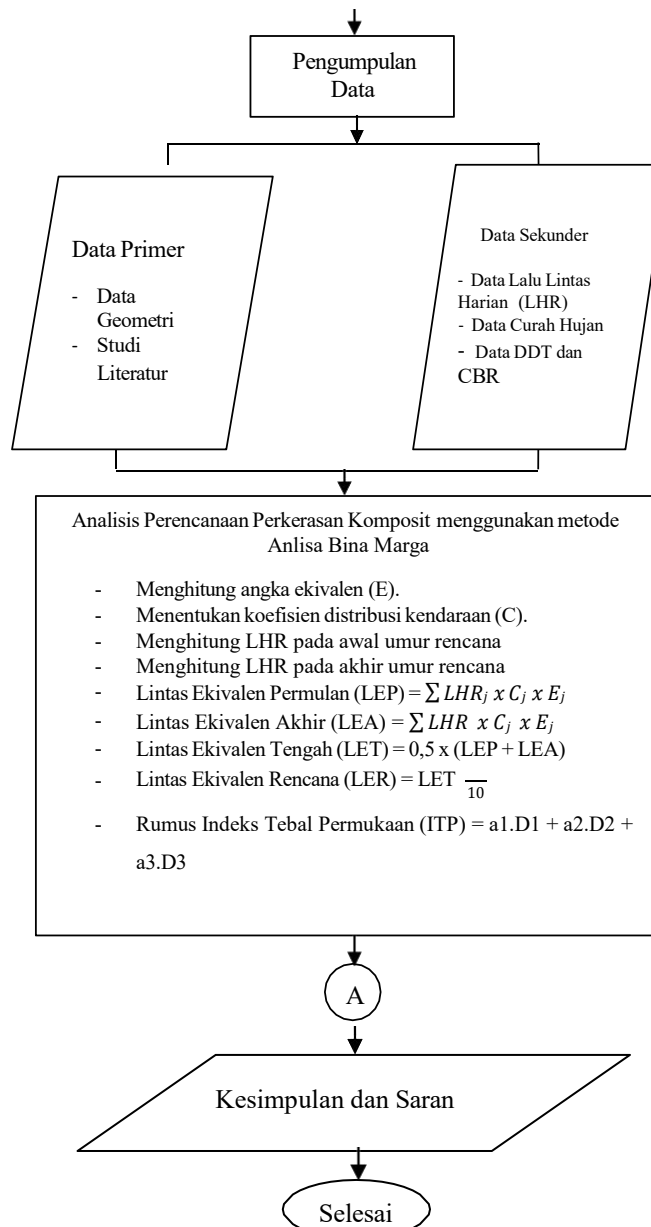 Pengumpulan
Data
Data Primer
- Data
Geometri
- Studi
Literatur
Data Sekunder
- Data Lalu Lintas
Harian (LHR)
- Data Curah Hujan
- Data DDT dan
CBR
Analisis Perencanaan Perkerasan Komposit menggunakan metode
Anlisa Bina Marga
- Menghitung angka ekivalen (E).
- Menentukan koefisien distribusi kendaraan (C).
- Menghitung LHR pada awal umur rencana
- Menghitung LHR pada akhir umur rencana
- Lintas Ekivalen Permulan (LEP) = ∑ LHRⱼ x Cⱼ x Eⱼ
- Lintas Ekivalen Akhir (LEA) = ∑ LHR x Cⱼ x Eⱼ
- Lintas Ekivalen Tengah (LET) = 0,5 x (LEP + LEA)
- Lintas Ekivalen Rencana (LER) = LET
10
- Rumus Indeks Tebal Permukaan (ITP) = a1.D1 + a2.D2 +
a3.D3
A
Kesimpulan dan Saran
Selesai